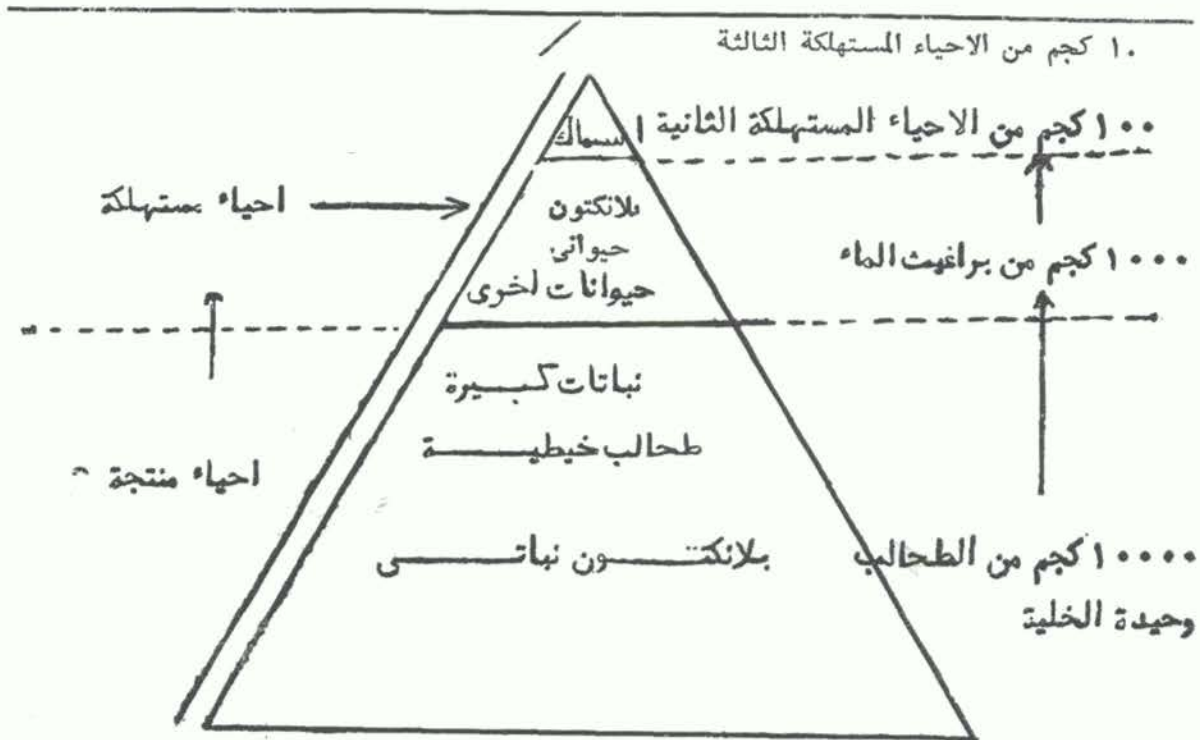 ١٠ كجم من الاحياء المستهلكة الثالثة
١٠٠ كجم من الاحياء المستهلكة الثانية
اسماك
احياء مستهلكة
بلانكتون
حيواني
حيوانات اخرى
١٠٠٠ كجم من براغيث الماء
نباتات كبيرة
طحالب خيطية
احياء منتجة
بلانكتون نباتى
١٠٠٠٠ كجم من الطحالب
وحيدة الخلية